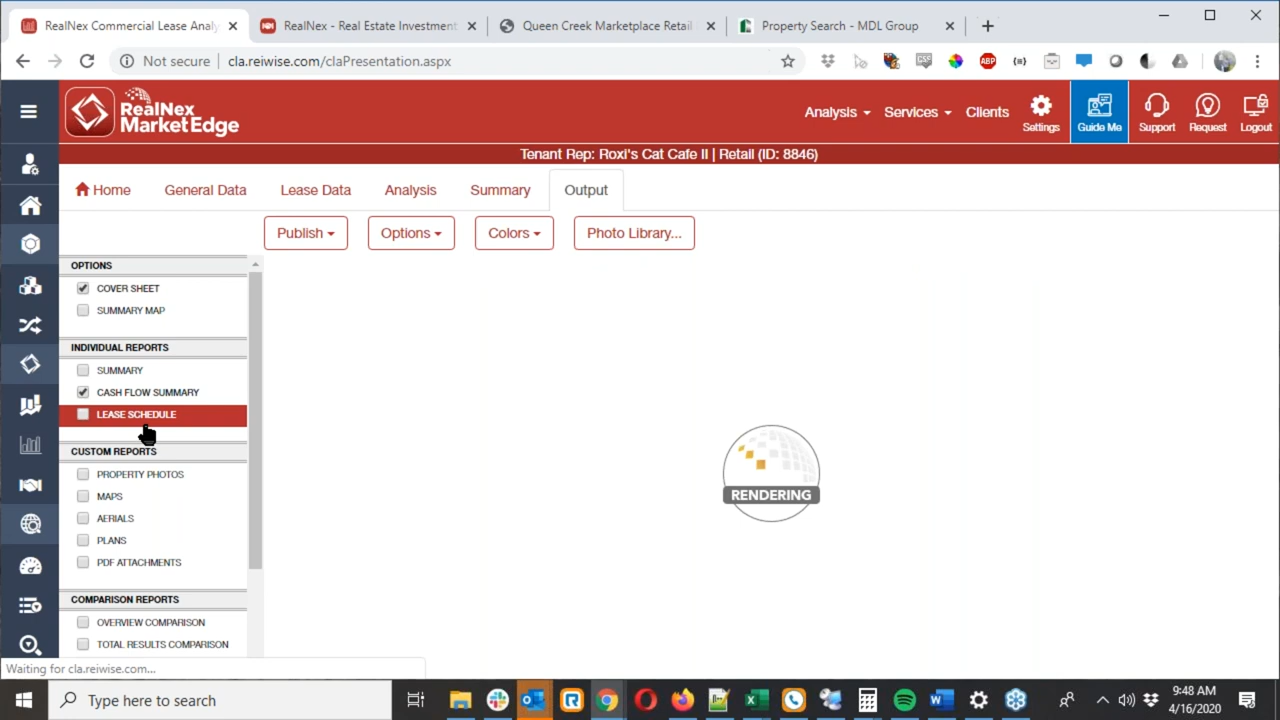 RealNex Commercial Lease Analy
RealNex - Real Estate Investment
Queen Creek Marketplace Retail
Property Search - MDL Group
Not secure
cla.reiwise.com/claPresentation.aspx
ABP
RealNex
MarketEdge
Analysis
Services
Clients
Settings
Guide Me
Support
Request
Logout
Tenant Rep: Roxi's Cat Cafe II | Retail (ID: 8846)
Home
General Data
Lease Data
Analysis
Summary
Output
Publish
Options
Colors
Photo Library...
OPTIONS
COVER SHEET
SUMMARY MAP
INDIVIDUAL REPORTS
SUMMARY
CASH FLOW SUMMARY
LEASE SCHEDULE
CUSTOM REPORTS
PROPERTY PHOTOS
MAPS
AERIALS
PLANS
PDF ATTACHMENTS
COMPARISON REPORTS
OVERVIEW COMPARISON
TOTAL RESULTS COMPARISON
RENDERING
Waiting for cla.reiwise.com...
Type here to search
9:48 AM
4/16/2020